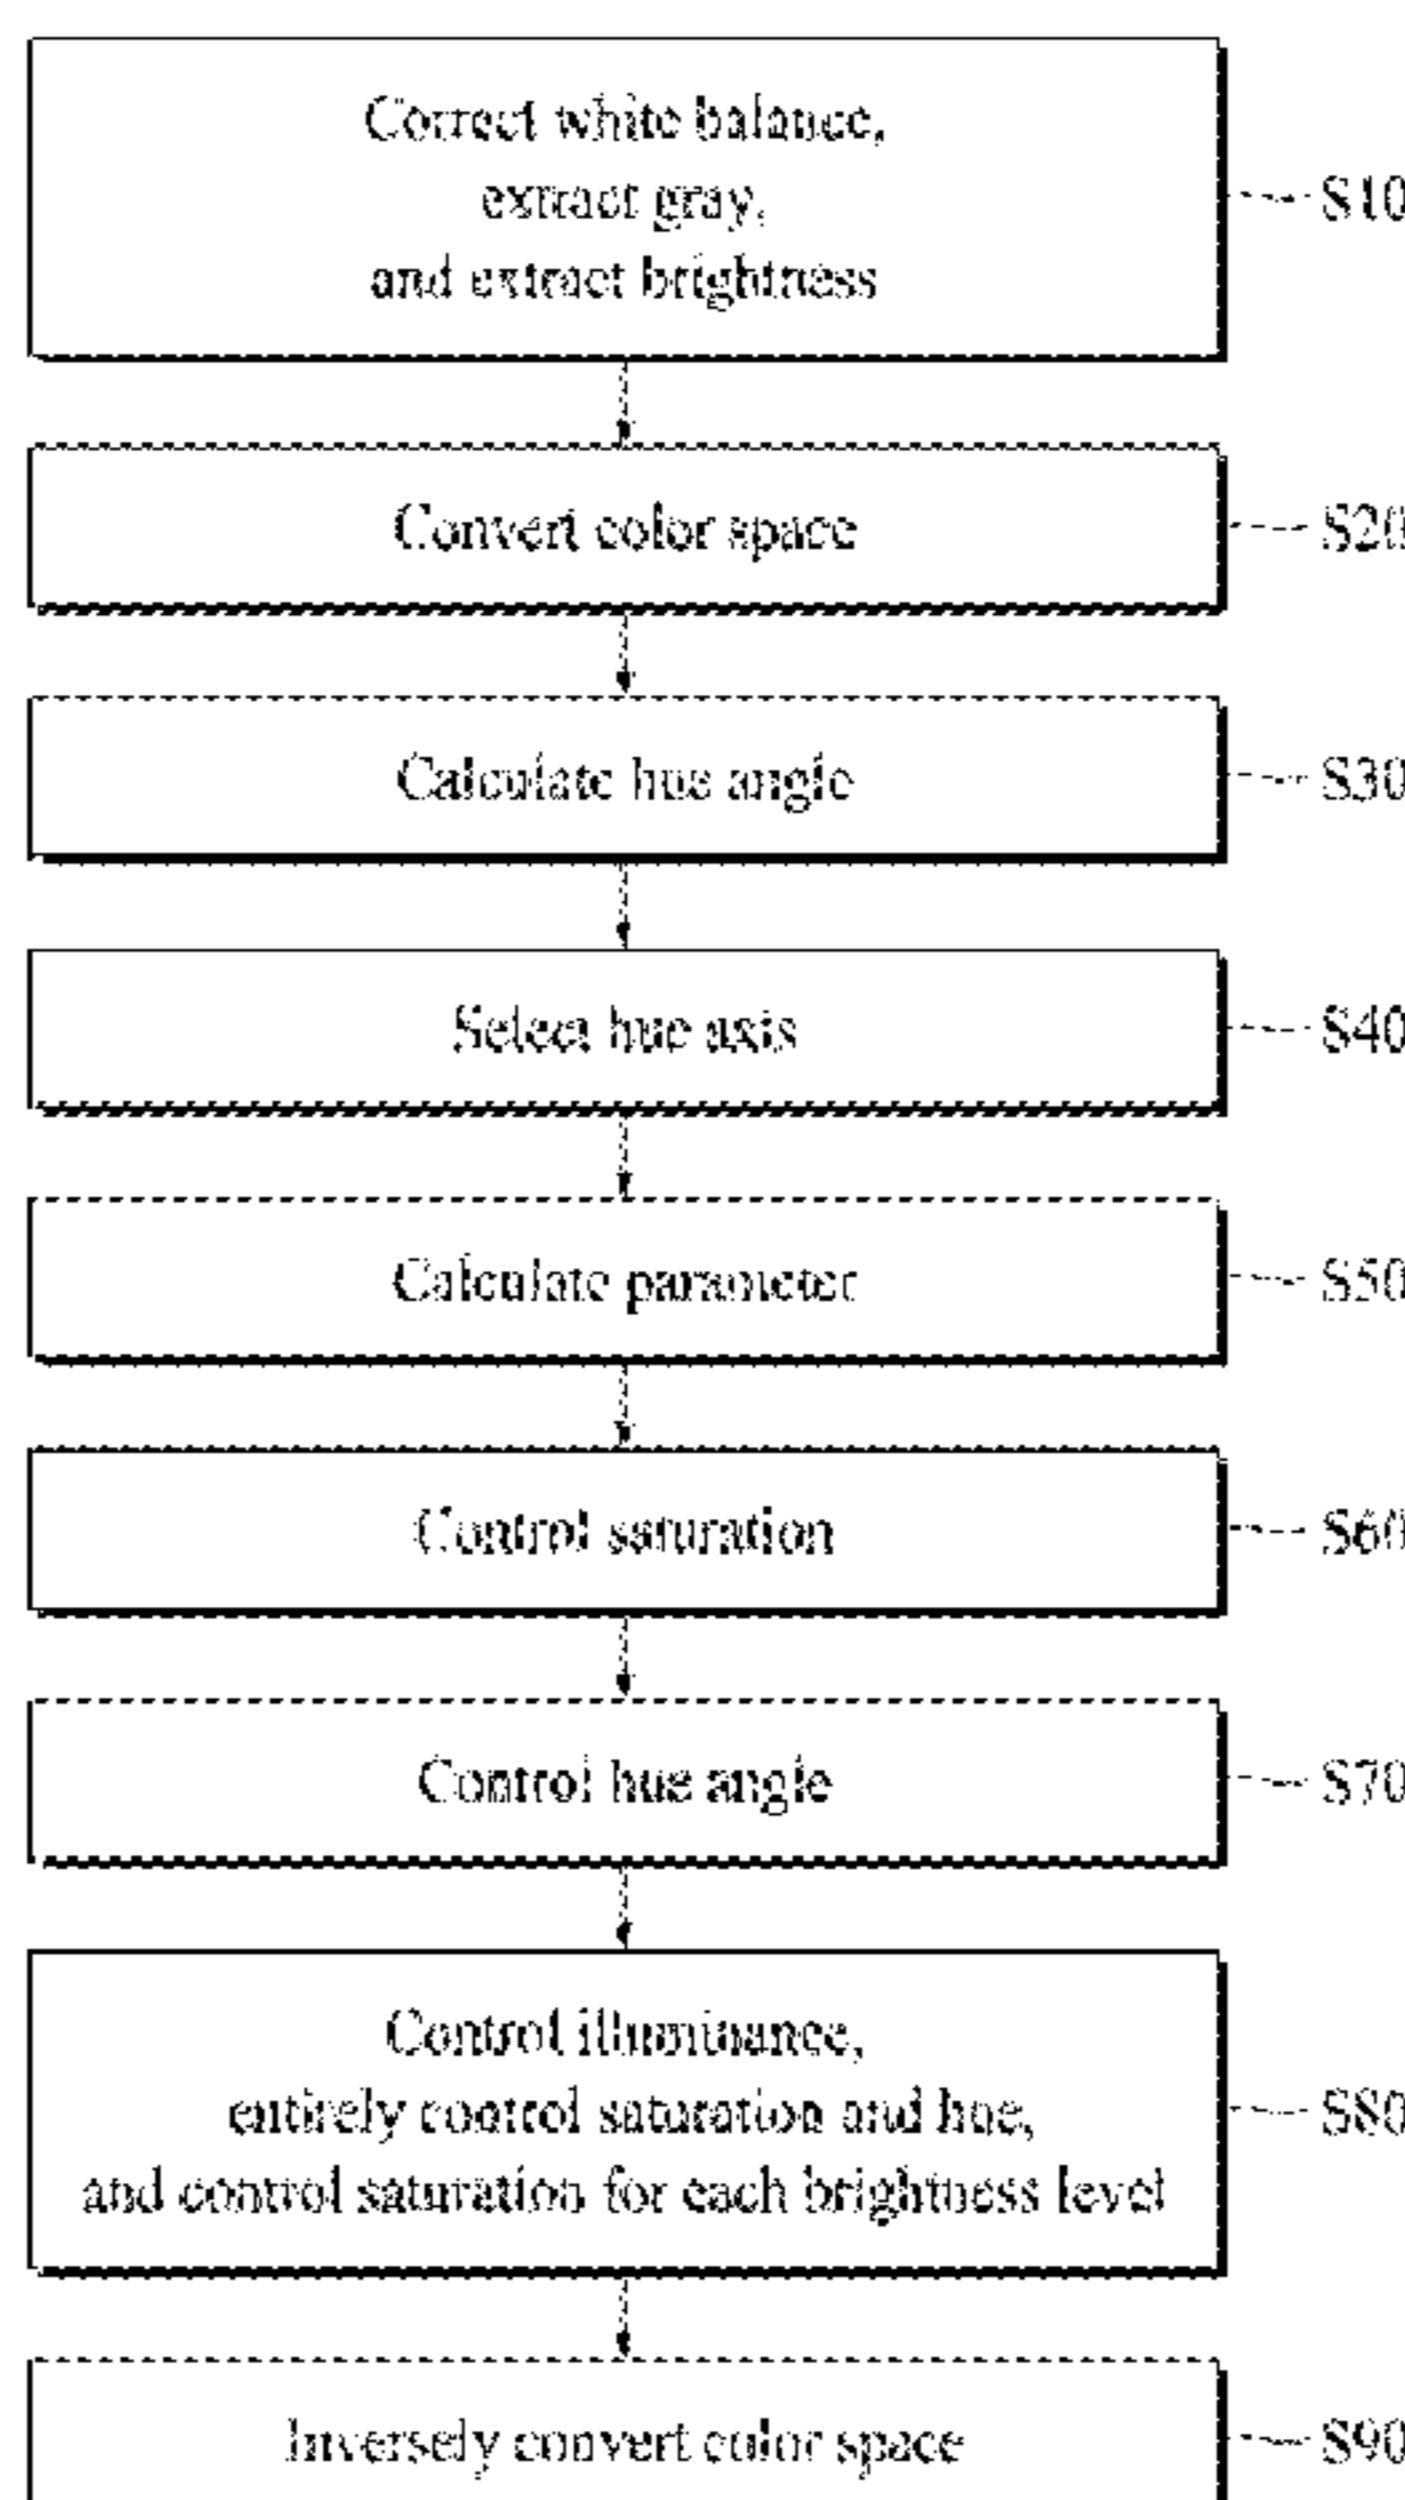 Correct white balance,
extract gray,
and extract brightness
S10
Convert color space
S20
Calculate hue angle
S30
Select hue axis
S40
Calculate parameter
S50
Control saturation
S60
Control hue angle
S70
Control illuminance,
entirely control saturation and hue,
and control saturation for each brightness level
S80
Inversely convert color space
S90